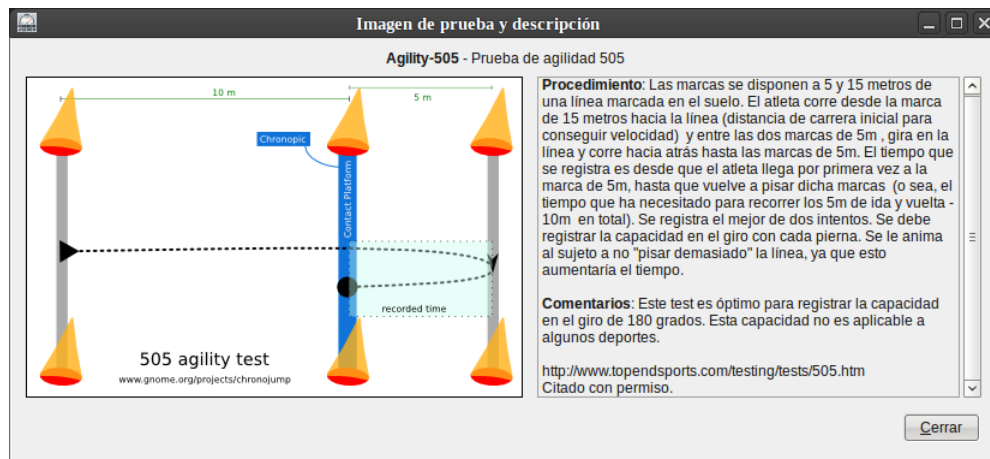 Imagen de prueba y descripción
Agility-505 - Prueba de agilidad 505
10 m
5 m
Chronopic
Contact Platform
recorded time
505 agility test
www.gnome.org/projects/chronojump
Procedimiento: Las marcas se disponen a 5 y 15 metros de
una línea marcada en el suelo. El atleta corre desde la marca
de 15 metros hacia la línea (distancia de carrera inicial para
conseguir velocidad)  y entre las dos marcas de 5m , gira en la
línea y corre hacia atrás hasta las marcas de 5m. El tiempo que
se registra es desde que el atleta llega por primera vez a la
marca de 5m, hasta que vuelve a pisar dicha marcas  (o sea, el
tiempo que ha necesitado para recorrer los 5m de ida y vuelta -
10m  en total). Se registra el mejor de dos intentos. Se debe
registrar la capacidad en el giro con cada pierna. Se le anima
al sujeto a no "pisar demasiado" la línea, ya que esto
aumentaría el tiempo.
Comentarios: Este test es óptimo para registrar la capacidad
en el giro de 180 grados. Esta capacidad no es aplicable a
algunos deportes.
http://www.topendsports.com/testing/tests/505.htm
Citado con permiso.
Cerrar